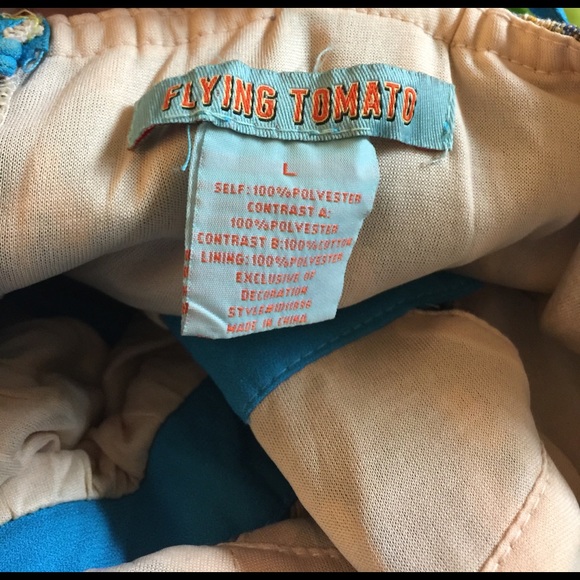 FLYING TOMATO
L
SELF: 100% POLYESTER
CONTRAST A:
100% POLYESTER
CONTRAST B: 100% COTTON
LINING: 100% POLYESTER
EXCLUSIVE OF
DECORATION
MADE IN CHINA